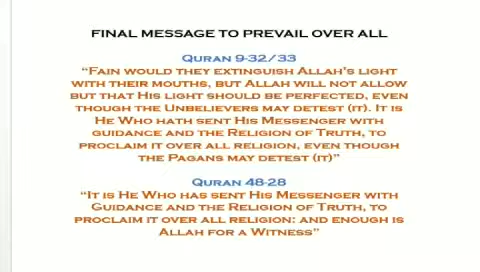 FINAL MESSAGE TO PREVAIL OVER ALL
QURAN 9-32/33
“FAIN WOULD THEY EXTINGUISH ALLAH’S LIGHT
WITH THEIR MOUTHS, BUT ALLAH WILL NOT ALLOW
BUT THAT HIS LIGHT SHOULD BE PERFECTED, EVEN
THOUGH THE UNBELIEVERS MAY DETEST (IT). IT IS
HE WHO HATH SENT HIS MESSENGER WITH
GUIDANCE AND THE RELIGION OF TRUTH, TO
PROCLAIM IT OVER ALL RELIGION, EVEN THOUGH
THE PAGANS MAY DETEST (IT)”
QURAN 48-28
“IT IS HE WHO HAS SENT HIS MESSENGER WITH
GUIDANCE AND THE RELIGION OF TRUTH, TO
PROCLAIM IT OVER ALL RELIGION: AND ENOUGH IS
ALLAH FOR A WITNESS”